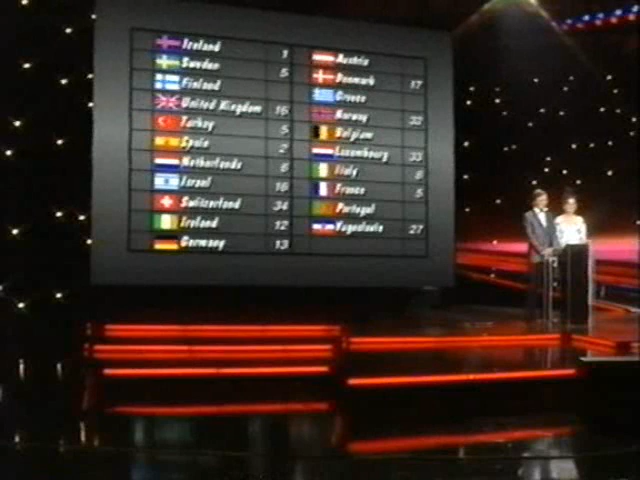 Iceland 1
Sweden 5
Finland
United Kingdom 16
Turkey 5
Spain 2
Netherlands 6
Israel 16
Switzerland 34
Ireland 12
Germany 13
Austria
Denmark 17
Greece
Norway 32
Belgium
Luxembourg 33
Italy 8
France 5
Portugal
Yugoslavia 27